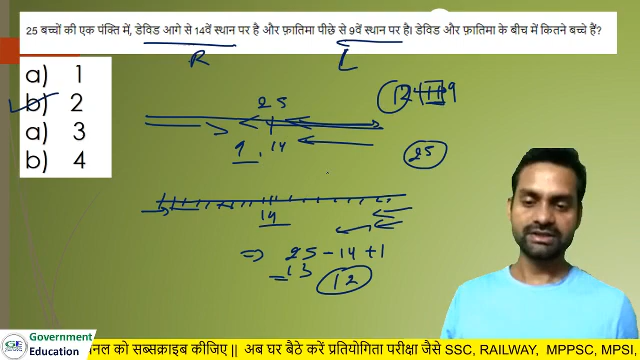 25 बच्चों की एक पंक्ति में, डेविड आगे से 14वें स्थान पर है और फ़ातिमा पीछे से 9वें स्थान पर है। डेविड और फ़ातिमा के बीच में कितने बच्चे हैं?
R L
a) 1
b) 2
a) 3
b) 4
25
9 14
25
14
=> 25 - 14 + 1
= 13 12
GE Government Education
नल को सब्सक्राइब कीजिए || अब घर बैठे करें प्रतियोगिता परीक्षा जैसे SSC, RAILWAY, MPPSC, MPSI,